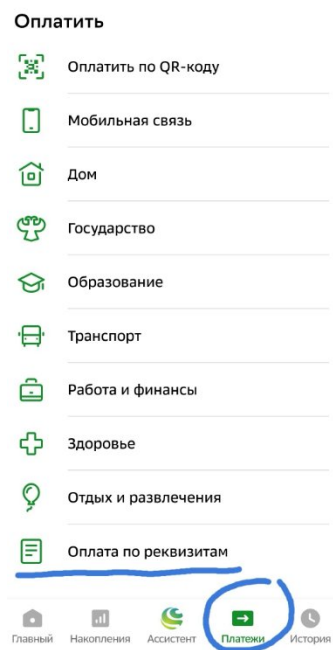 Оплатить
Оплатить по QR-коду
Мобильная связь
Дом
Государство
Образование
Транспорт
Работа и финансы
Здоровье
Отдых и развлечения
Оплата по реквизитам
Главный Накопления Ассистент Платежи История